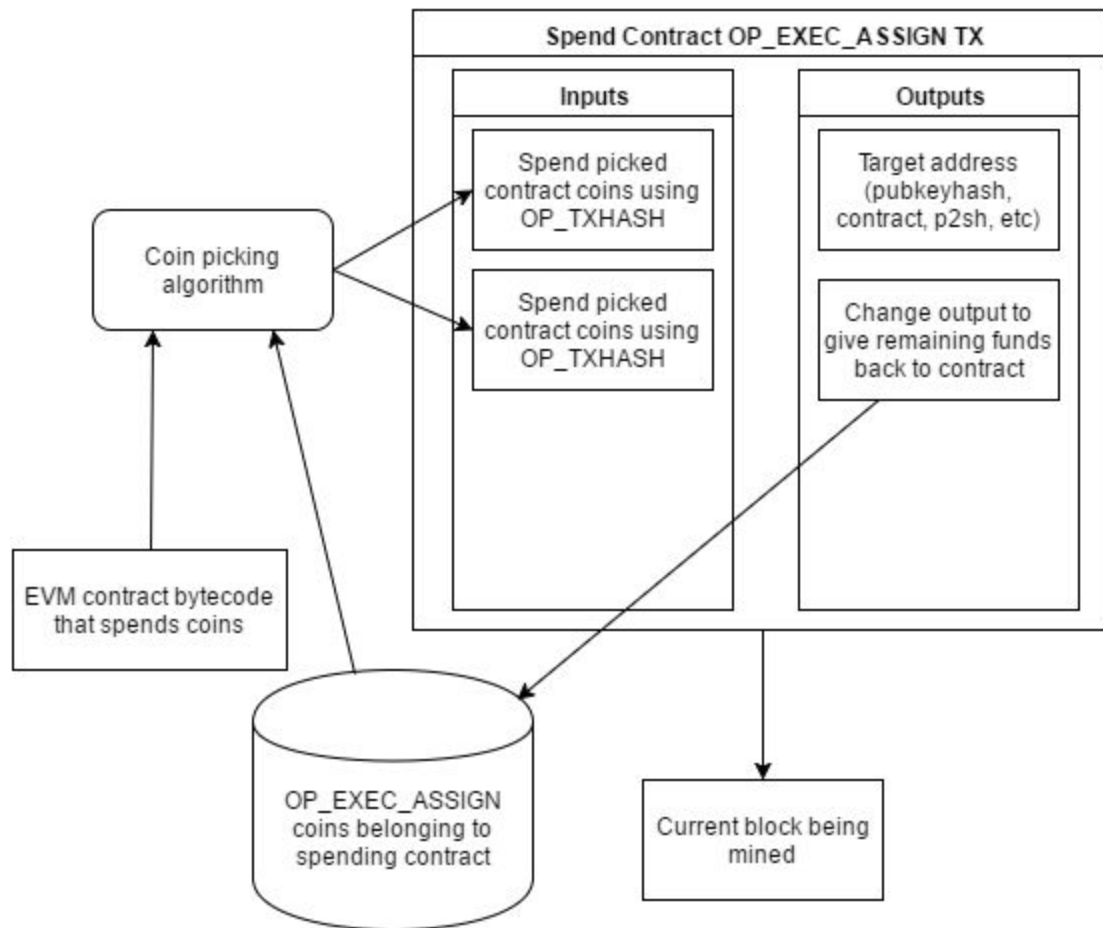 Spend Contract OP_EXEC_ASSIGN TX
Inputs
Outputs
Spend picked
contract coins using
OP_TXHASH
Target address
(pubkeyhash,
contract, p2sh, etc)
Coin picking
algorithm
Spend picked
contract coins using
OP_TXHASH
Change output to
give remaining funds
back to contract
EVM contract bytecode
that spends coins
OP_EXEC_ASSIGN
coins belonging to
spending contract
Current block being
mined